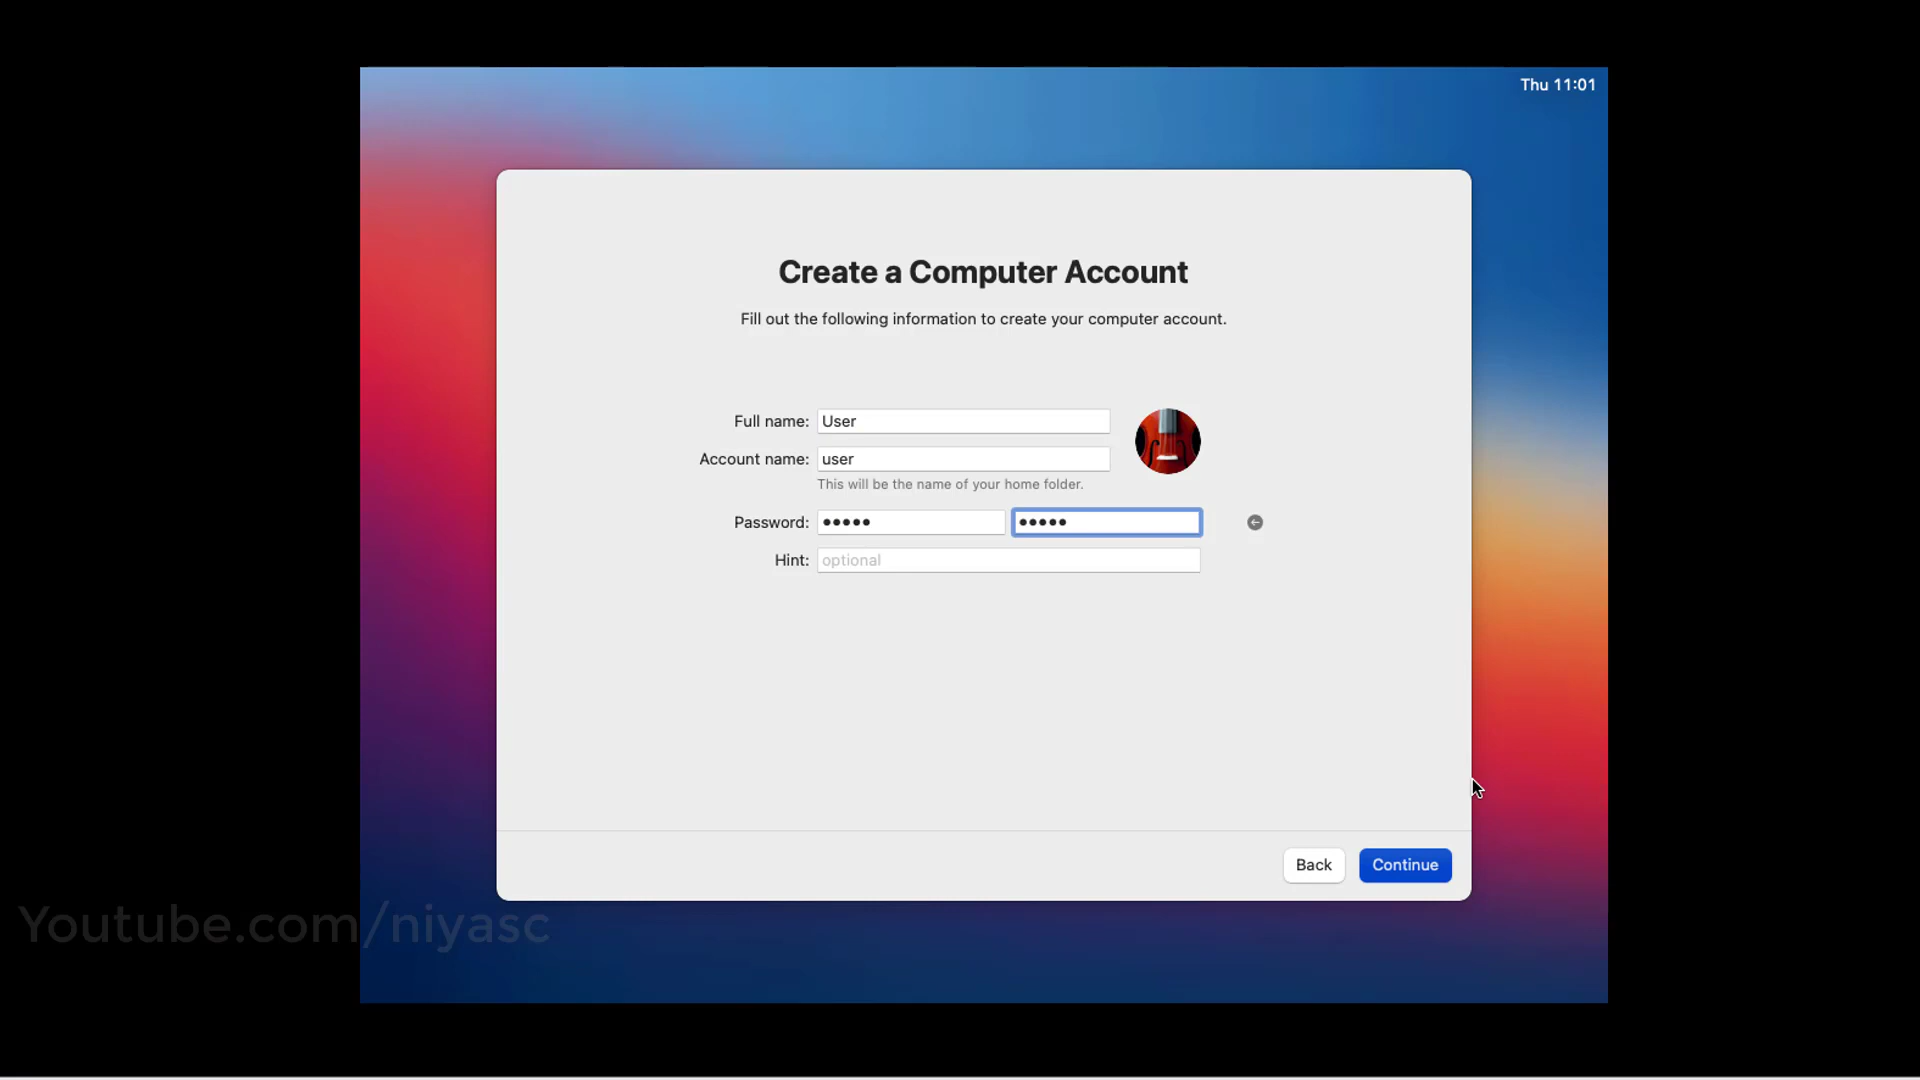 Thu 11:01
Create a Computer Account
Fill out the following information to create your computer account.
Full name: User
Account name: user
This will be the name of your home folder.
Password: ●●●●● ●●●●●
Hint: optional
Back Continue
Youtube.com/niyasc